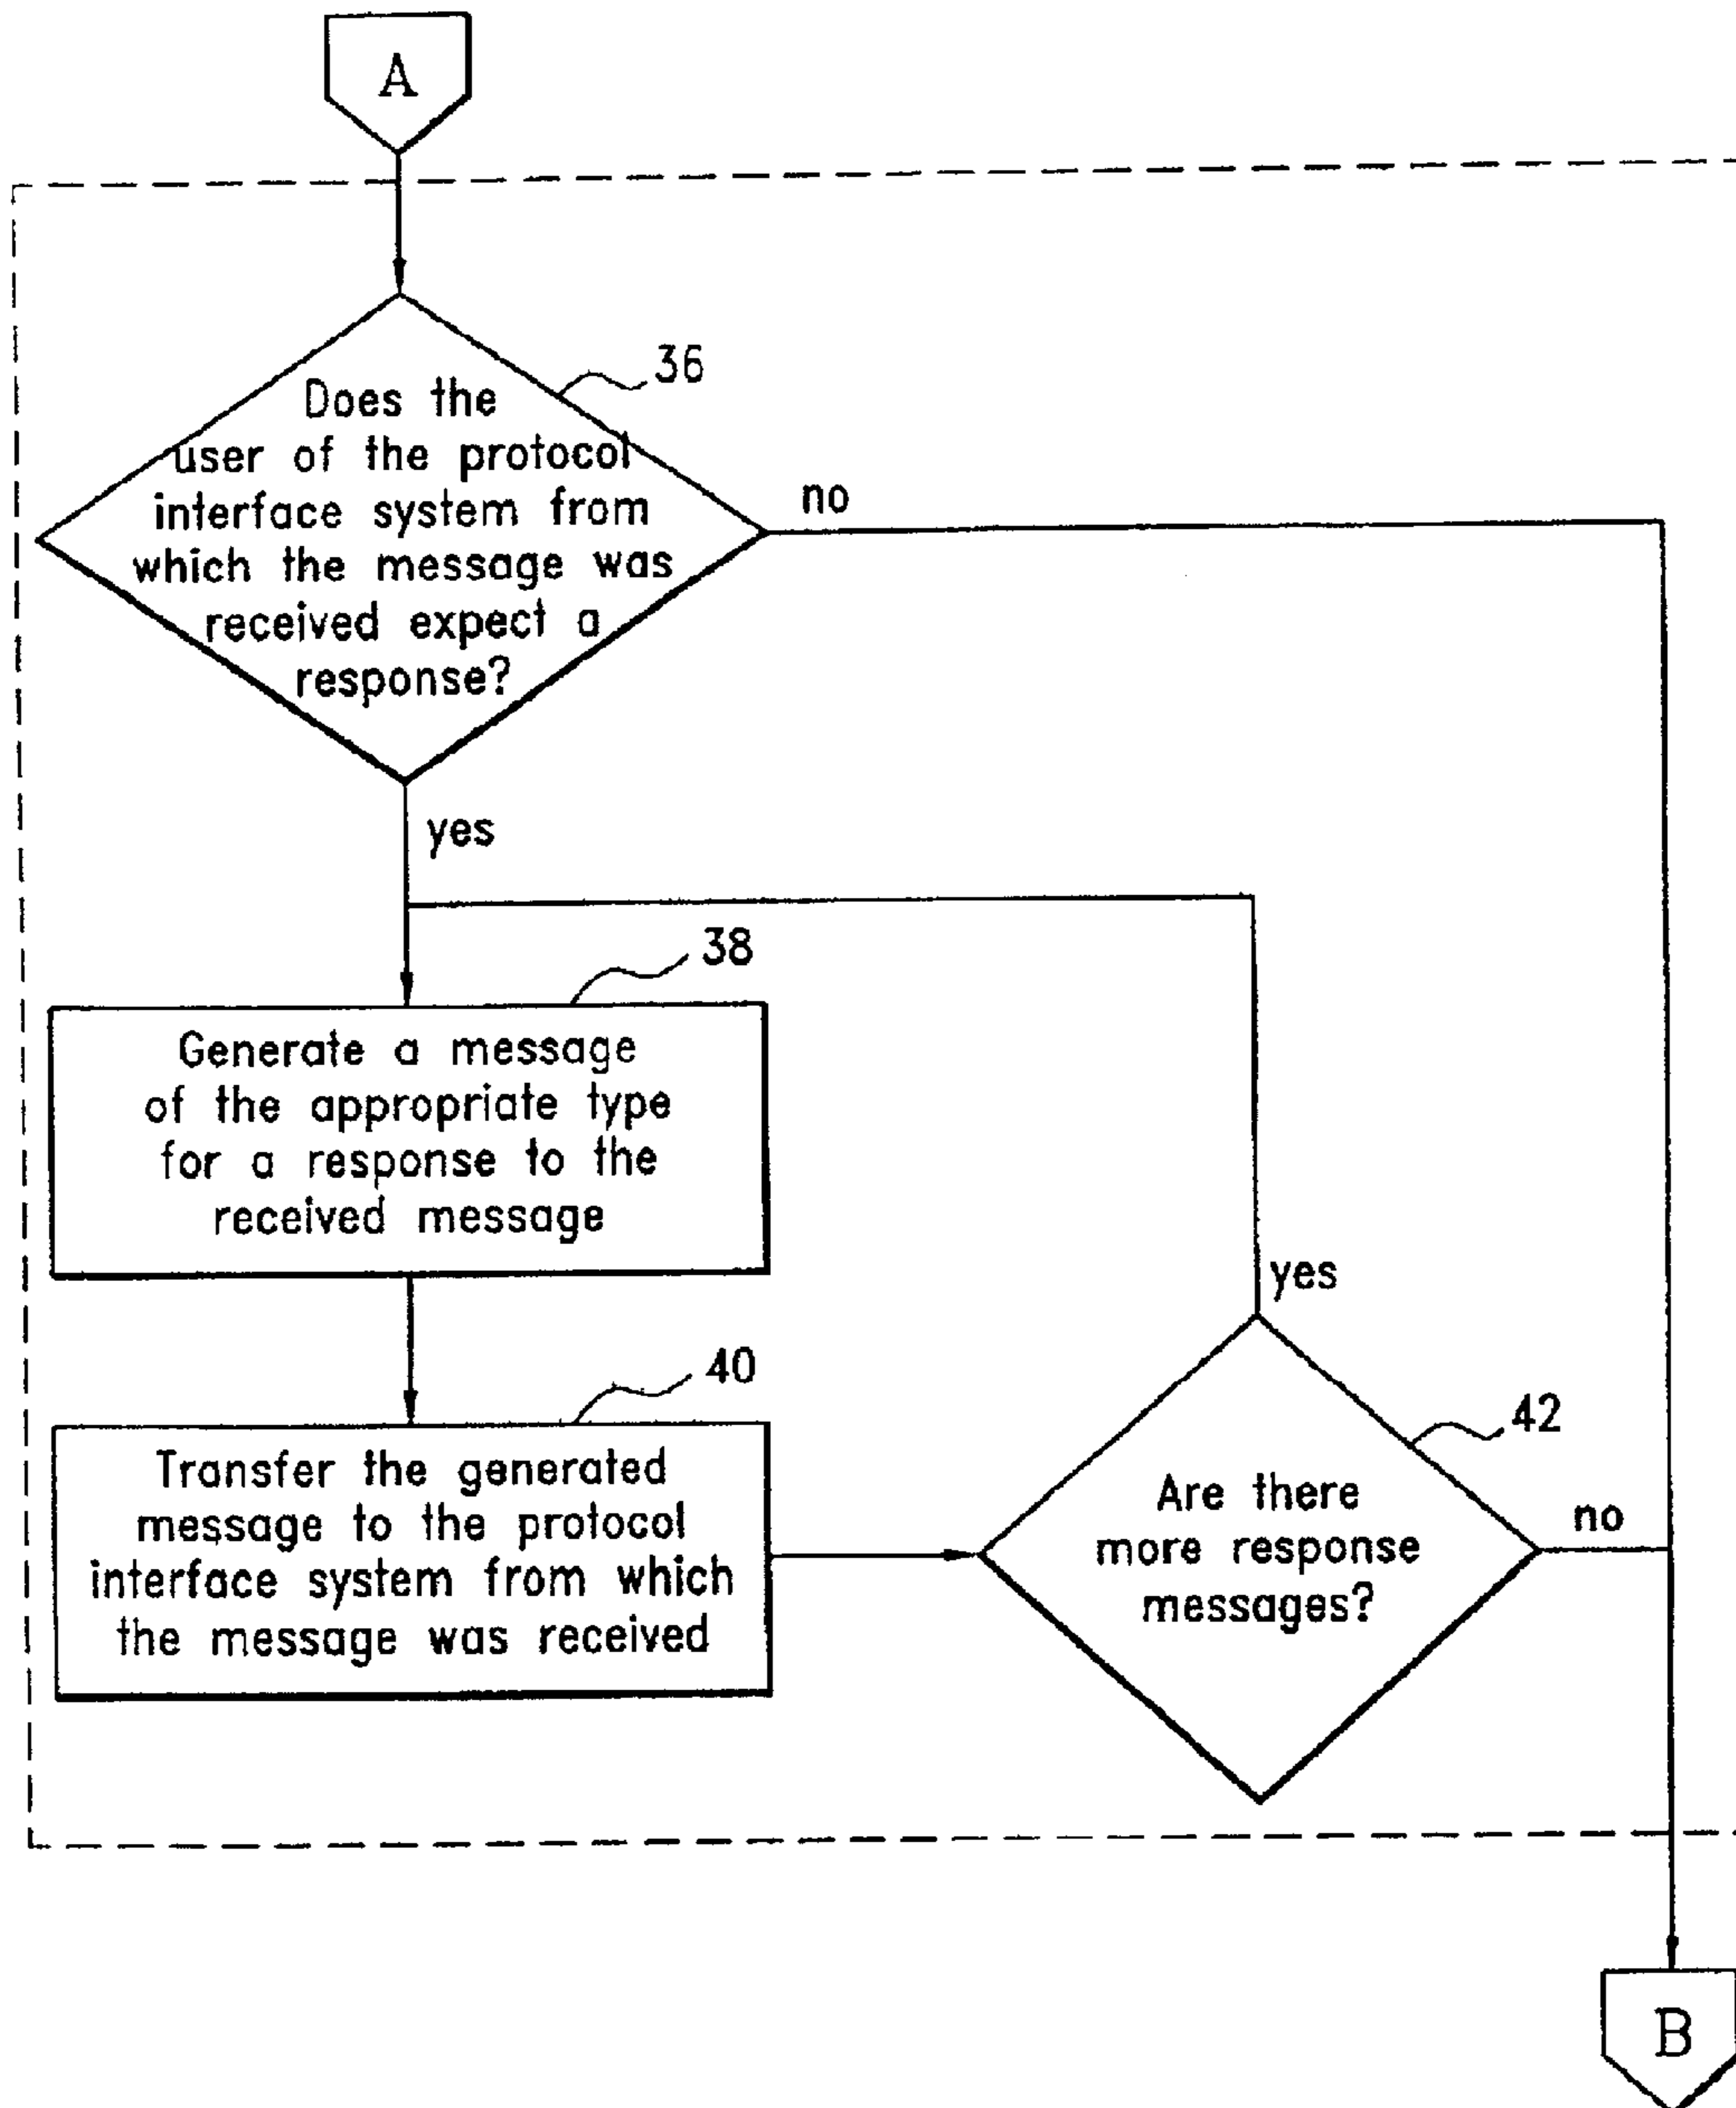 A
36
Does the
user of the protocol
interface system from
which the message was
received expect a
response?
no
yes
38
Generate a message
of the appropriate type
for a response to the
received message
yes
40
Transfer the generated
message to the protocol
interface system from which
the message was received
42
Are there
more response
messages?
no
B